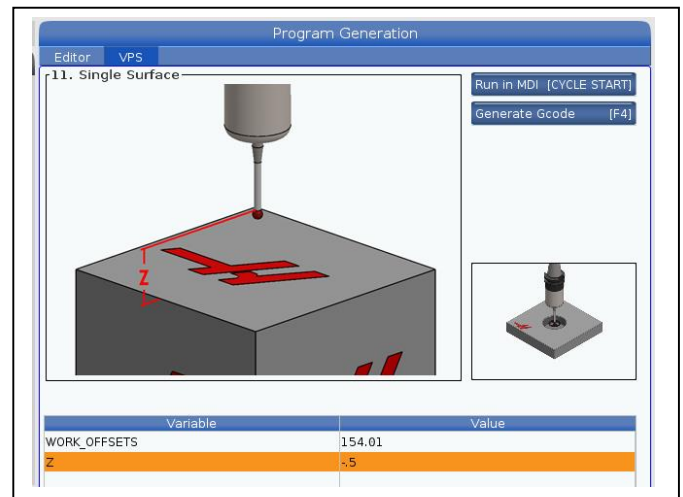 Program Generation
Editor VPS
11. Single Surface
Run in MDI [CYCLE START]
Generate Gcode [F4]
Z
Variable Value
WORK_OFFSETS 154.01
Z -.5